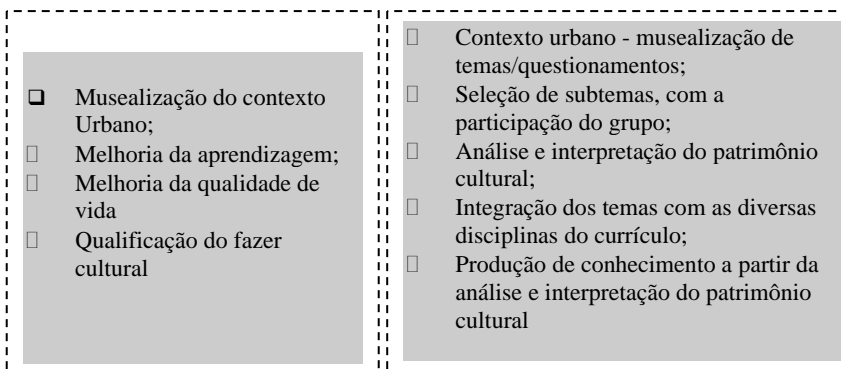 Musealização do contexto
Urbano;
Melhoria da aprendizagem;
Melhoria da qualidade de
vida
Qualificação do fazer
cultural
Contexto urbano - musealização de
temas/questionamentos;
Seleção de subtemas, com a
participação do grupo;
Análise e interpretação do patrimônio
cultural;
Integração dos temas com as diversas
disciplinas do currículo;
Produção de conhecimento a partir da
análise e interpretação do patrimônio
cultural